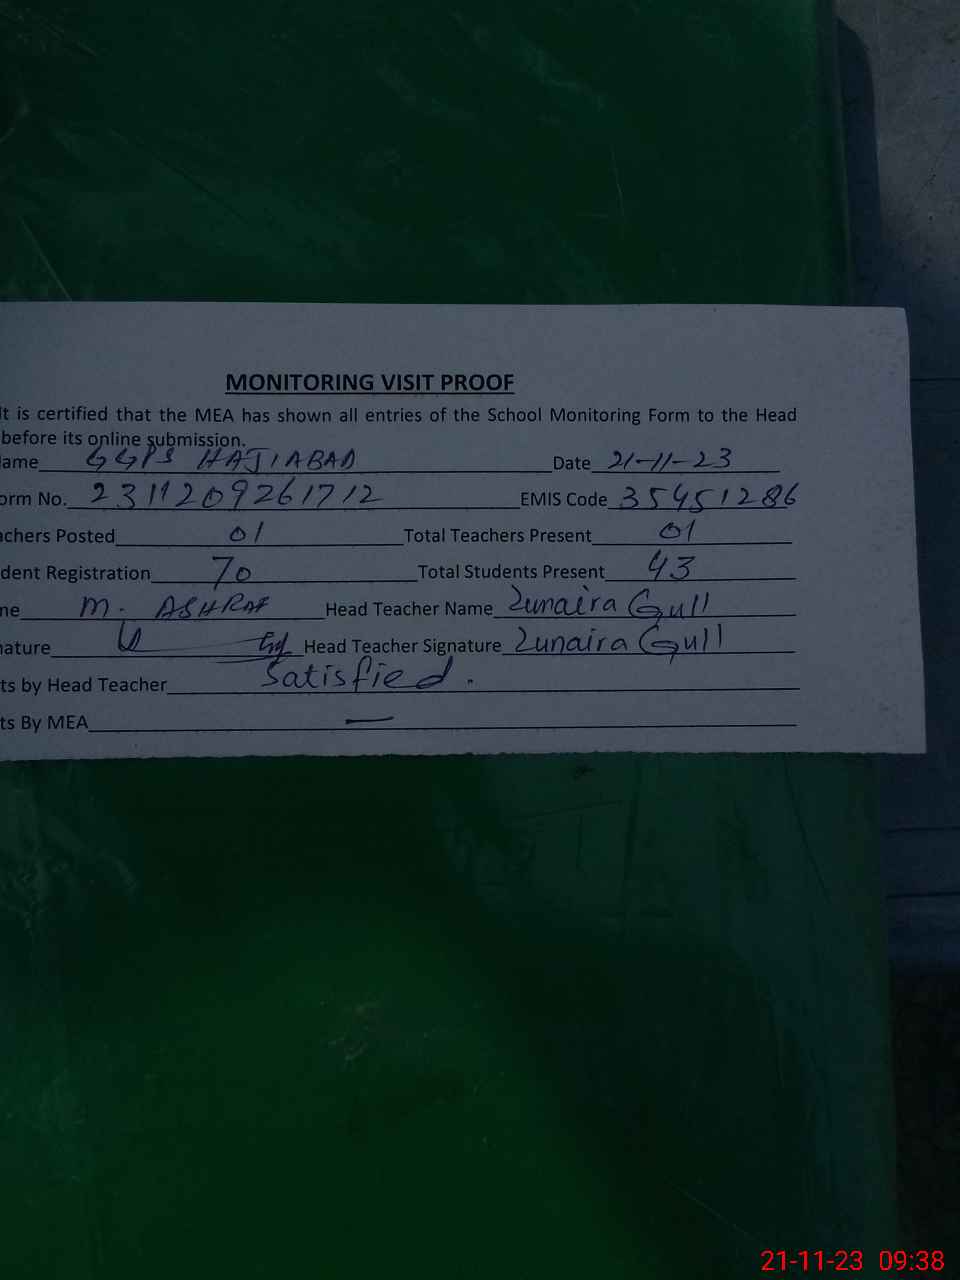 MONITORING VISIT PROOF
It is certified that the MEA has shown all entries of the School Monitoring Form to the Head
before its online submission.
ame GGPS HAJIABAD Date 21-11-23
orm No. 2311209261712 EMIS Code 35451286
chers Posted 01 Total Teachers Present 01
dent Registration 70 Total Students Present 43
me M. ASHRAF Head Teacher Name Zunaira Gull
nature Head Teacher Signature Zunaira Gull
ts by Head Teacher Satisfied.
ts By MEA —
21-11-23 09:38